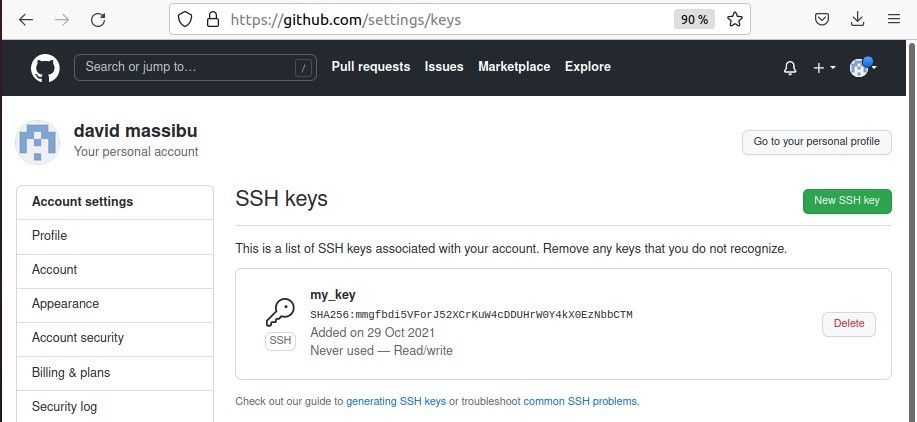 https://github.com/settings/keys
90 %
Search or jump to…
/
Pull requests
Issues
Marketplace
Explore
david massibu
Your personal account
Go to your personal profile
Account settings
Profile
Account
Appearance
Account security
Billing & plans
Security log
SSH keys
New SSH key
This is a list of SSH keys associated with your account. Remove any keys that you do not recognize.
my_key
SHA256:mmgfbdi5VForJ52XCrKuW4cDDUHrW0Y4kX0EzNbbCTM
Added on 29 Oct 2021
Never used — Read/write
SSH
Delete
Check out our guide to generating SSH keys or troubleshoot common SSH problems.